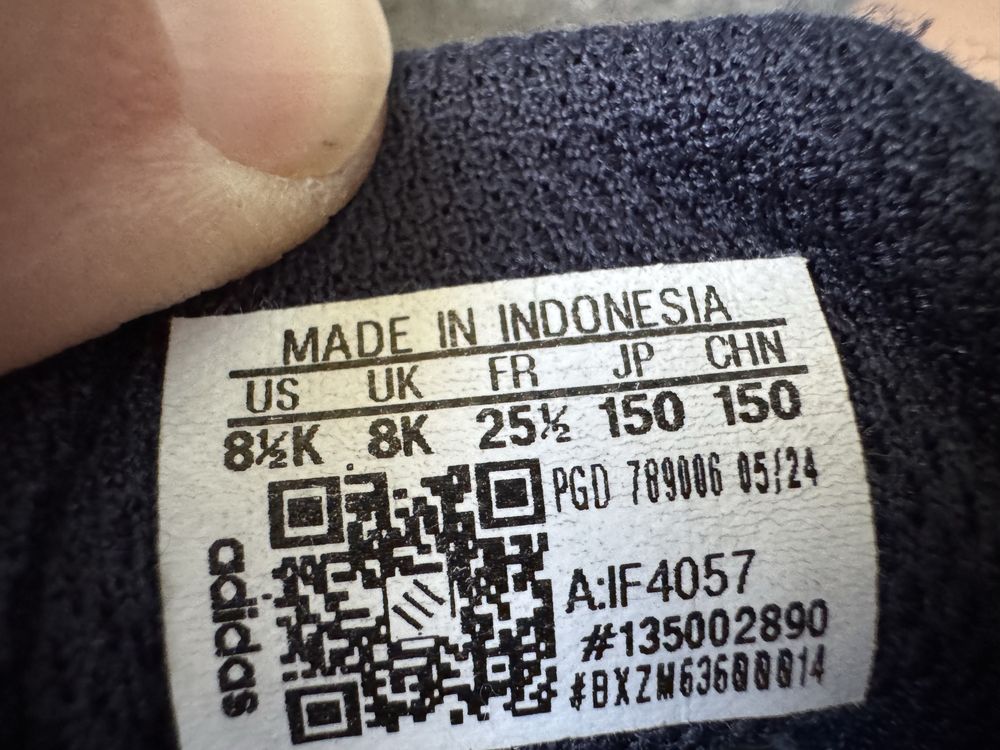 MADE IN INDONESIA
US UK FR JP CHN
8½K 8K 25½ 150 150
PGD 789006 05/24
adidas
A:IF4057
#135002890
#BXZM63600014